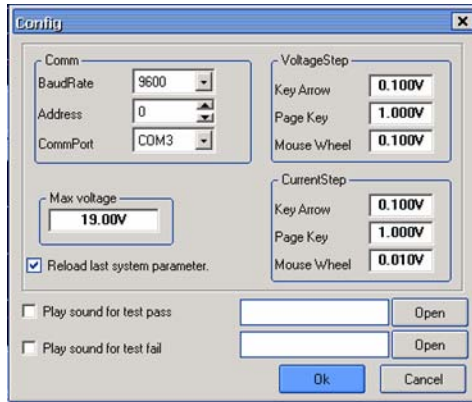 Config
Comm
BaudRate 9600
Address 0
CommPort COM3
VoltageStep
Key Arrow 0.100V
Page Key 1.000V
Mouse Wheel 0.100V
Max voltage
19.00V
CurrentStep
Key Arrow 0.100V
Page Key 1.000V
Mouse Wheel 0.010V
Reload last system parameter.
Play sound for test pass Open
Play sound for test fail Open
Ok Cancel